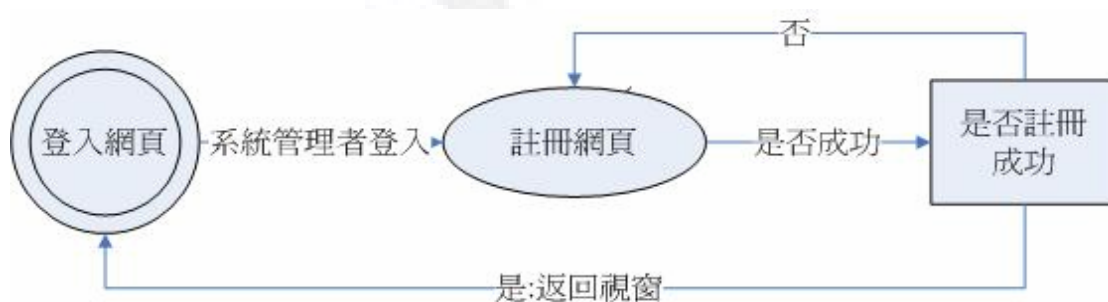 否
登入網頁
系統管理者登入
註冊網頁
是否成功
是否註冊
成功
是:返回視窗